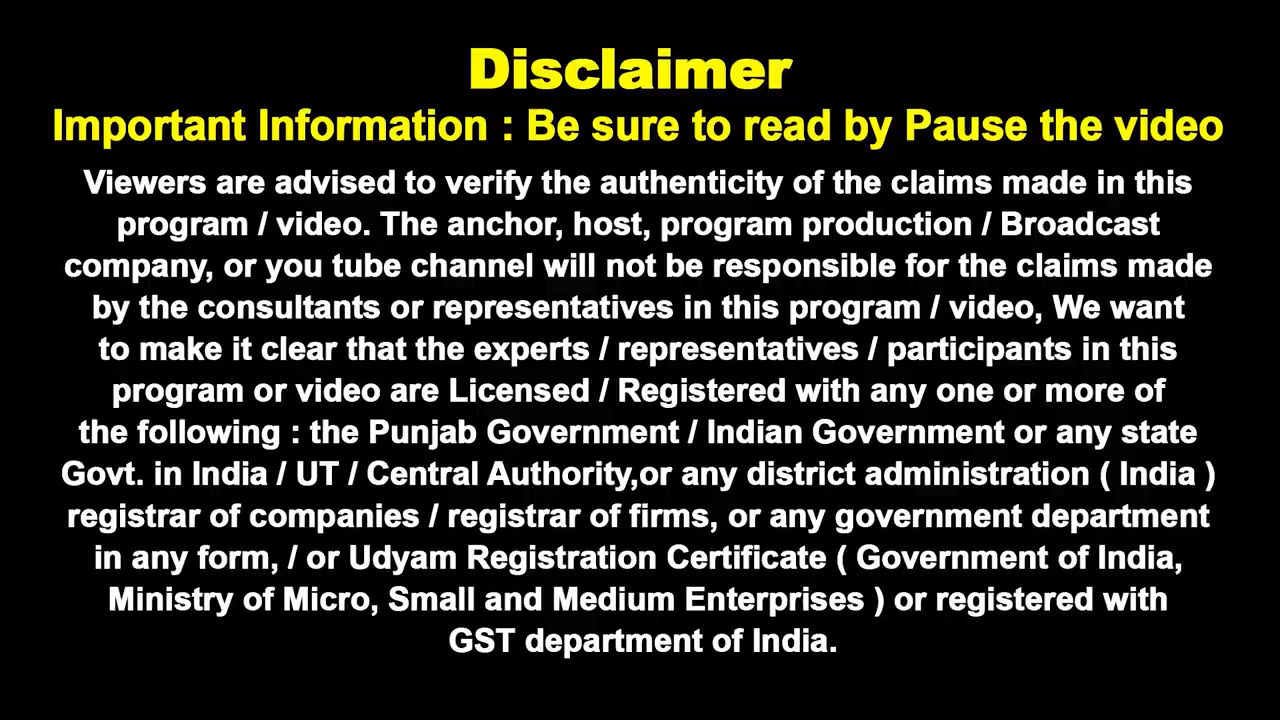 Disclaimer
Important Information : Be sure to read by Pause the video
Viewers are advised to verify the authenticity of the claims made in this
program / video. The anchor, host, program production / Broadcast
company, or you tube channel will not be responsible for the claims made
by the consultants or representatives in this program / video, We want
to make it clear that the experts / representatives / participants in this
program or video are Licensed / Registered with any one or more of
the following : the Punjab Government / Indian Government or any state
Govt. in India / UT / Central Authority,or any district administration ( India )
registrar of companies / registrar of firms, or any government department
in any form, / or Udyam Registration Certificate ( Government of India,
Ministry of Micro, Small and Medium Enterprises ) or registered with
GST department of India.